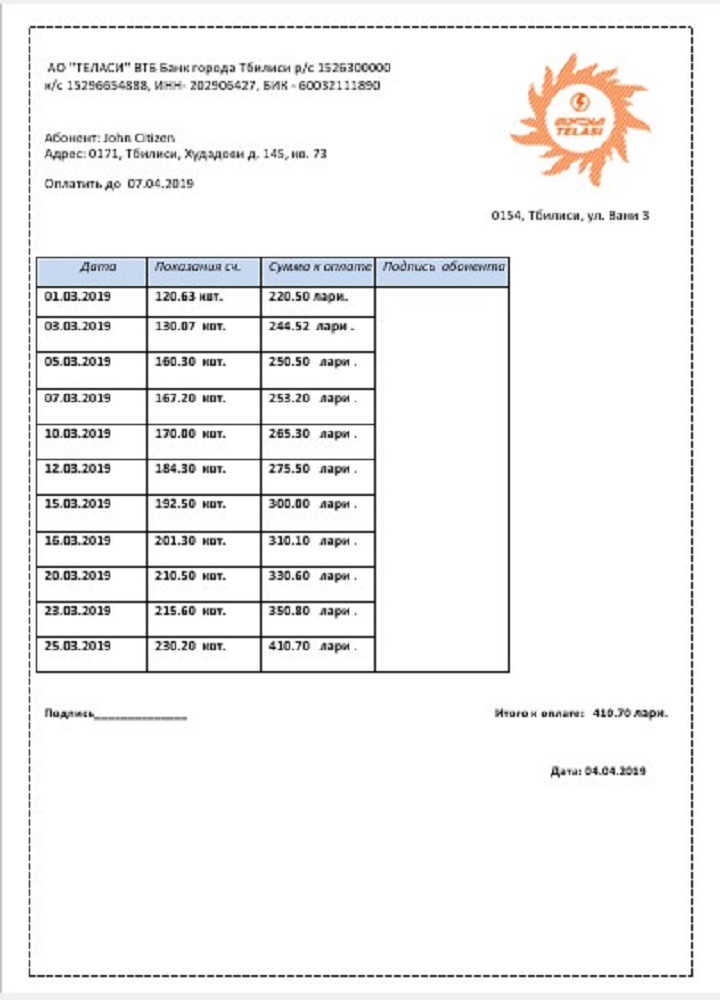 АО "ТЕЛАСИ" ВТБ Банк города Тбилиси р/с 1526300000
к/с 15296654888, ИНН- 202906427, БИК - 60032111890
TELASI
Абонент: John Citizen
Адрес: 0171, Тбилиси, Худадови д. 145, кв. 73
Оплатить до 07.04.2019
0154, Тбилиси, ул. Вани 3
Дата Показания сч. Сумма к оплате Подпись абонента
01.03.2019 120.63 квт. 220.50 лари.
03.03.2019 130.07 квт. 244.52 лари .
05.03.2019 160.30 квт. 250.50 лари .
07.03.2019 167.20 квт. 253.20 лари .
10.03.2019 170.00 квт. 265.30 лари .
12.03.2019 184.30 квт. 275.50 лари .
15.03.2019 192.50 квт. 300.00 лари .
16.03.2019 201.30 квт. 310.10 лари .
20.03.2019 210.50 квт. 330.60 лари .
23.03.2019 215.60 квт. 350.80 лари .
25.03.2019 230.20 квт. 410.70 лари .
Подпись______________ Итого к оплате: 410.70 лари.
Дата: 04.04.2019